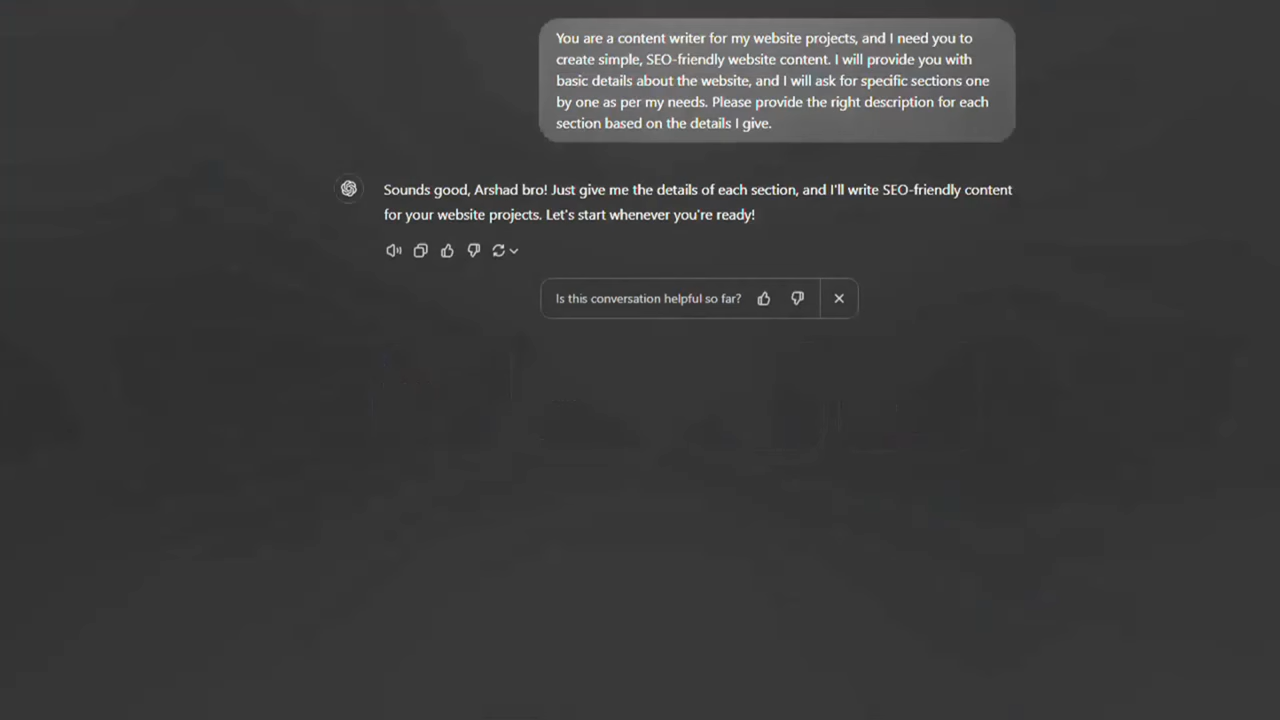 You are a content writer for my website projects, and I need you to
create simple, SEO-friendly website content. I will provide you with
basic details about the website, and I will ask for specific sections one
by one as per my needs. Please provide the right description for each
section based on the details I give.
Sounds good, Arshad bro! Just give me the details of each section, and I'll write SEO-friendly content
for your website projects. Let's start whenever you're ready!
Is this conversation helpful so far?